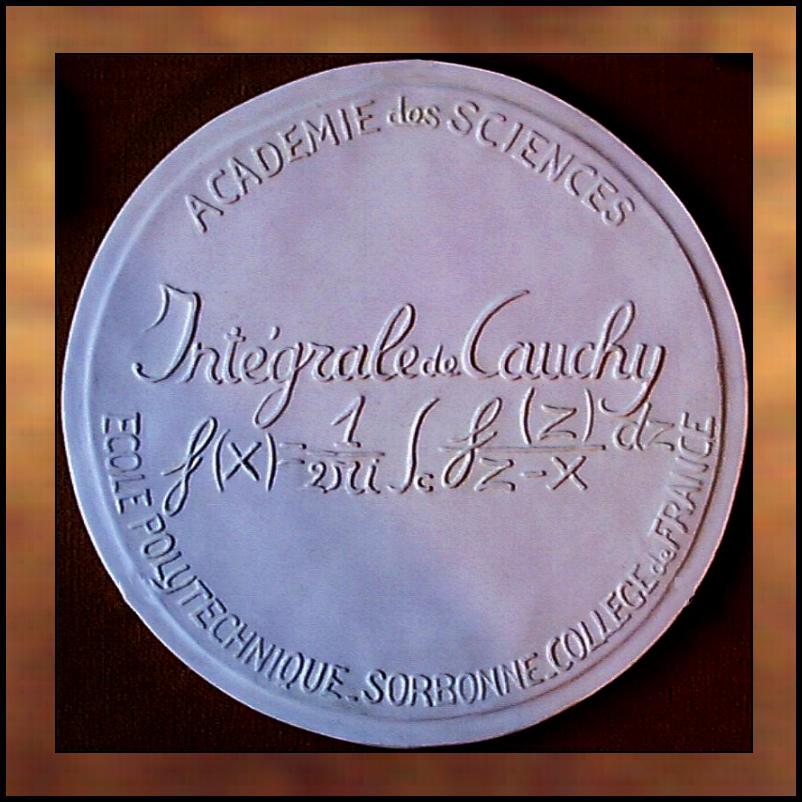 ACADEMIE des SCIENCES
Intégrale de Cauchy
f(x) = 1/2πi ∫c f(z)/z-x dz
ECOLE POLYTECHNIQUE - SORBONNE - COLLEGE de FRANCE